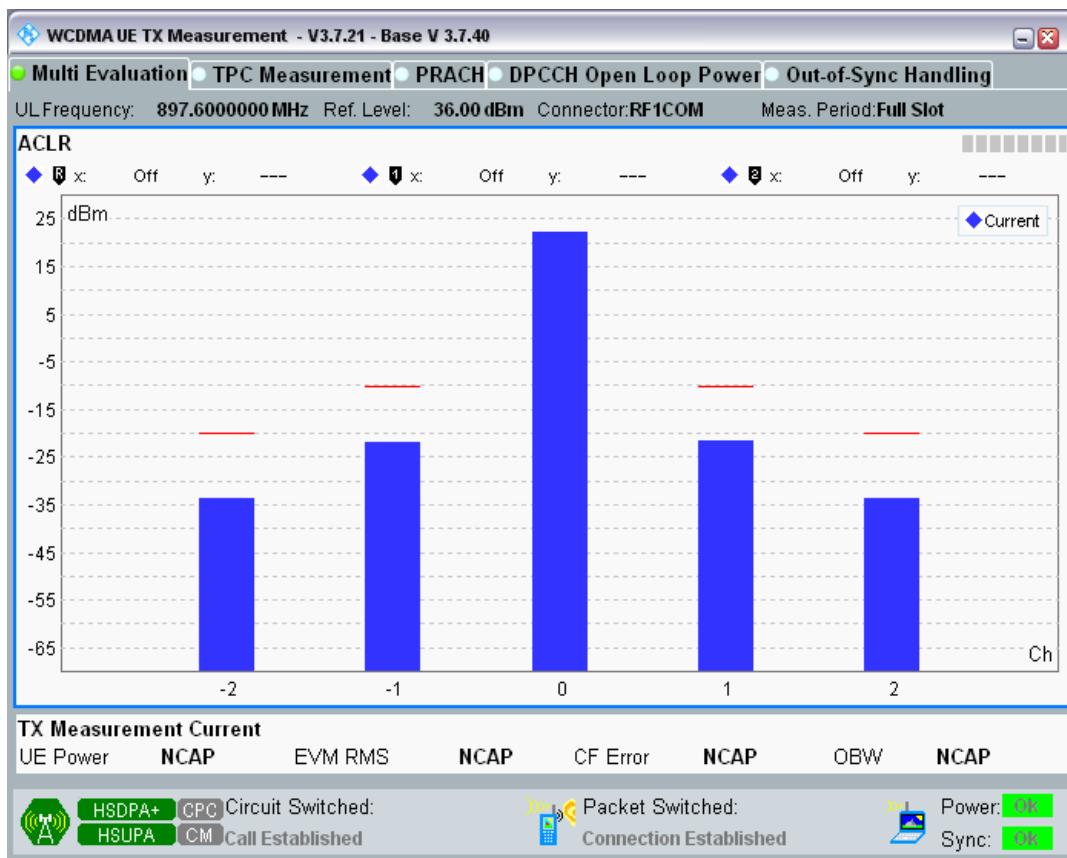 WCDMA UE TX Measurement - V3.7.21 - Base V 3.7.40
Multi Evaluation TPC Measurement PRACH DPCCH Open Loop Power Out-of-Sync Handling
UL Frequency: 897.6000000 MHz Ref. Level: 36.00 dBm Connector:RF1COM Meas. Period:Full Slot
ACLR
R x: Off y: --- 1 x: Off y: --- 2 x: Off y: ---
dBm
Current
25
15
5
-5
-15
-25
-35
-45
-55
-65
Ch
-2 -1 0 1 2
TX Measurement Current
UE Power NCAP EVM RMS NCAP CF Error NCAP OBW NCAP
HSDPA+ CPC Circuit Switched: Packet Switched: Power: Ok
HSUPA CM Call Established Connection Established Sync: Ok